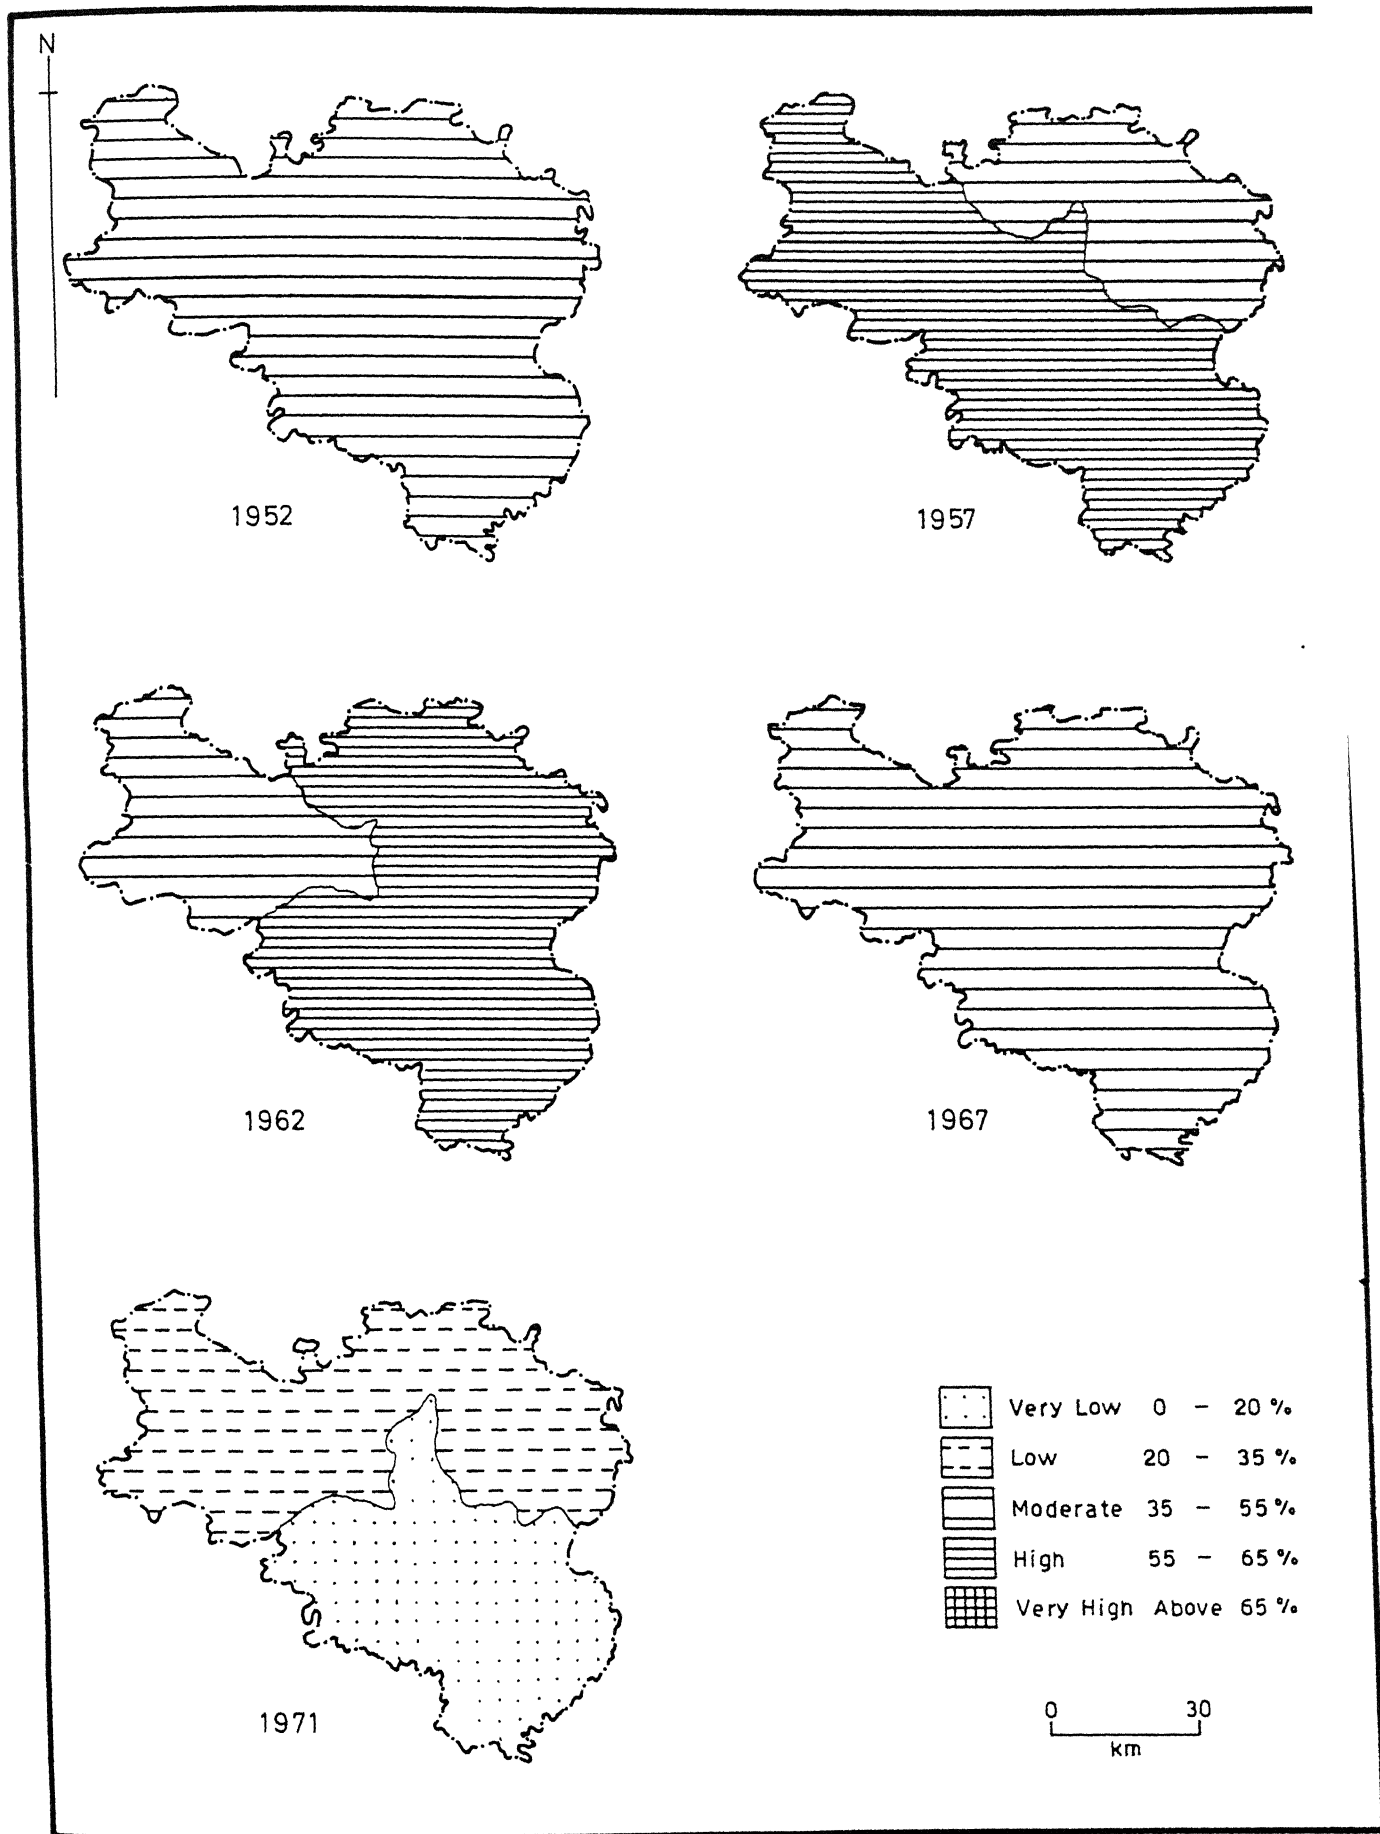 N
1952
1957
1962
1967
1971
Very Low 0 - 20 %
Low 20 - 35 %
Moderate 35 - 55 %
High 55 - 65 %
Very High Above 65 %
0 30
km